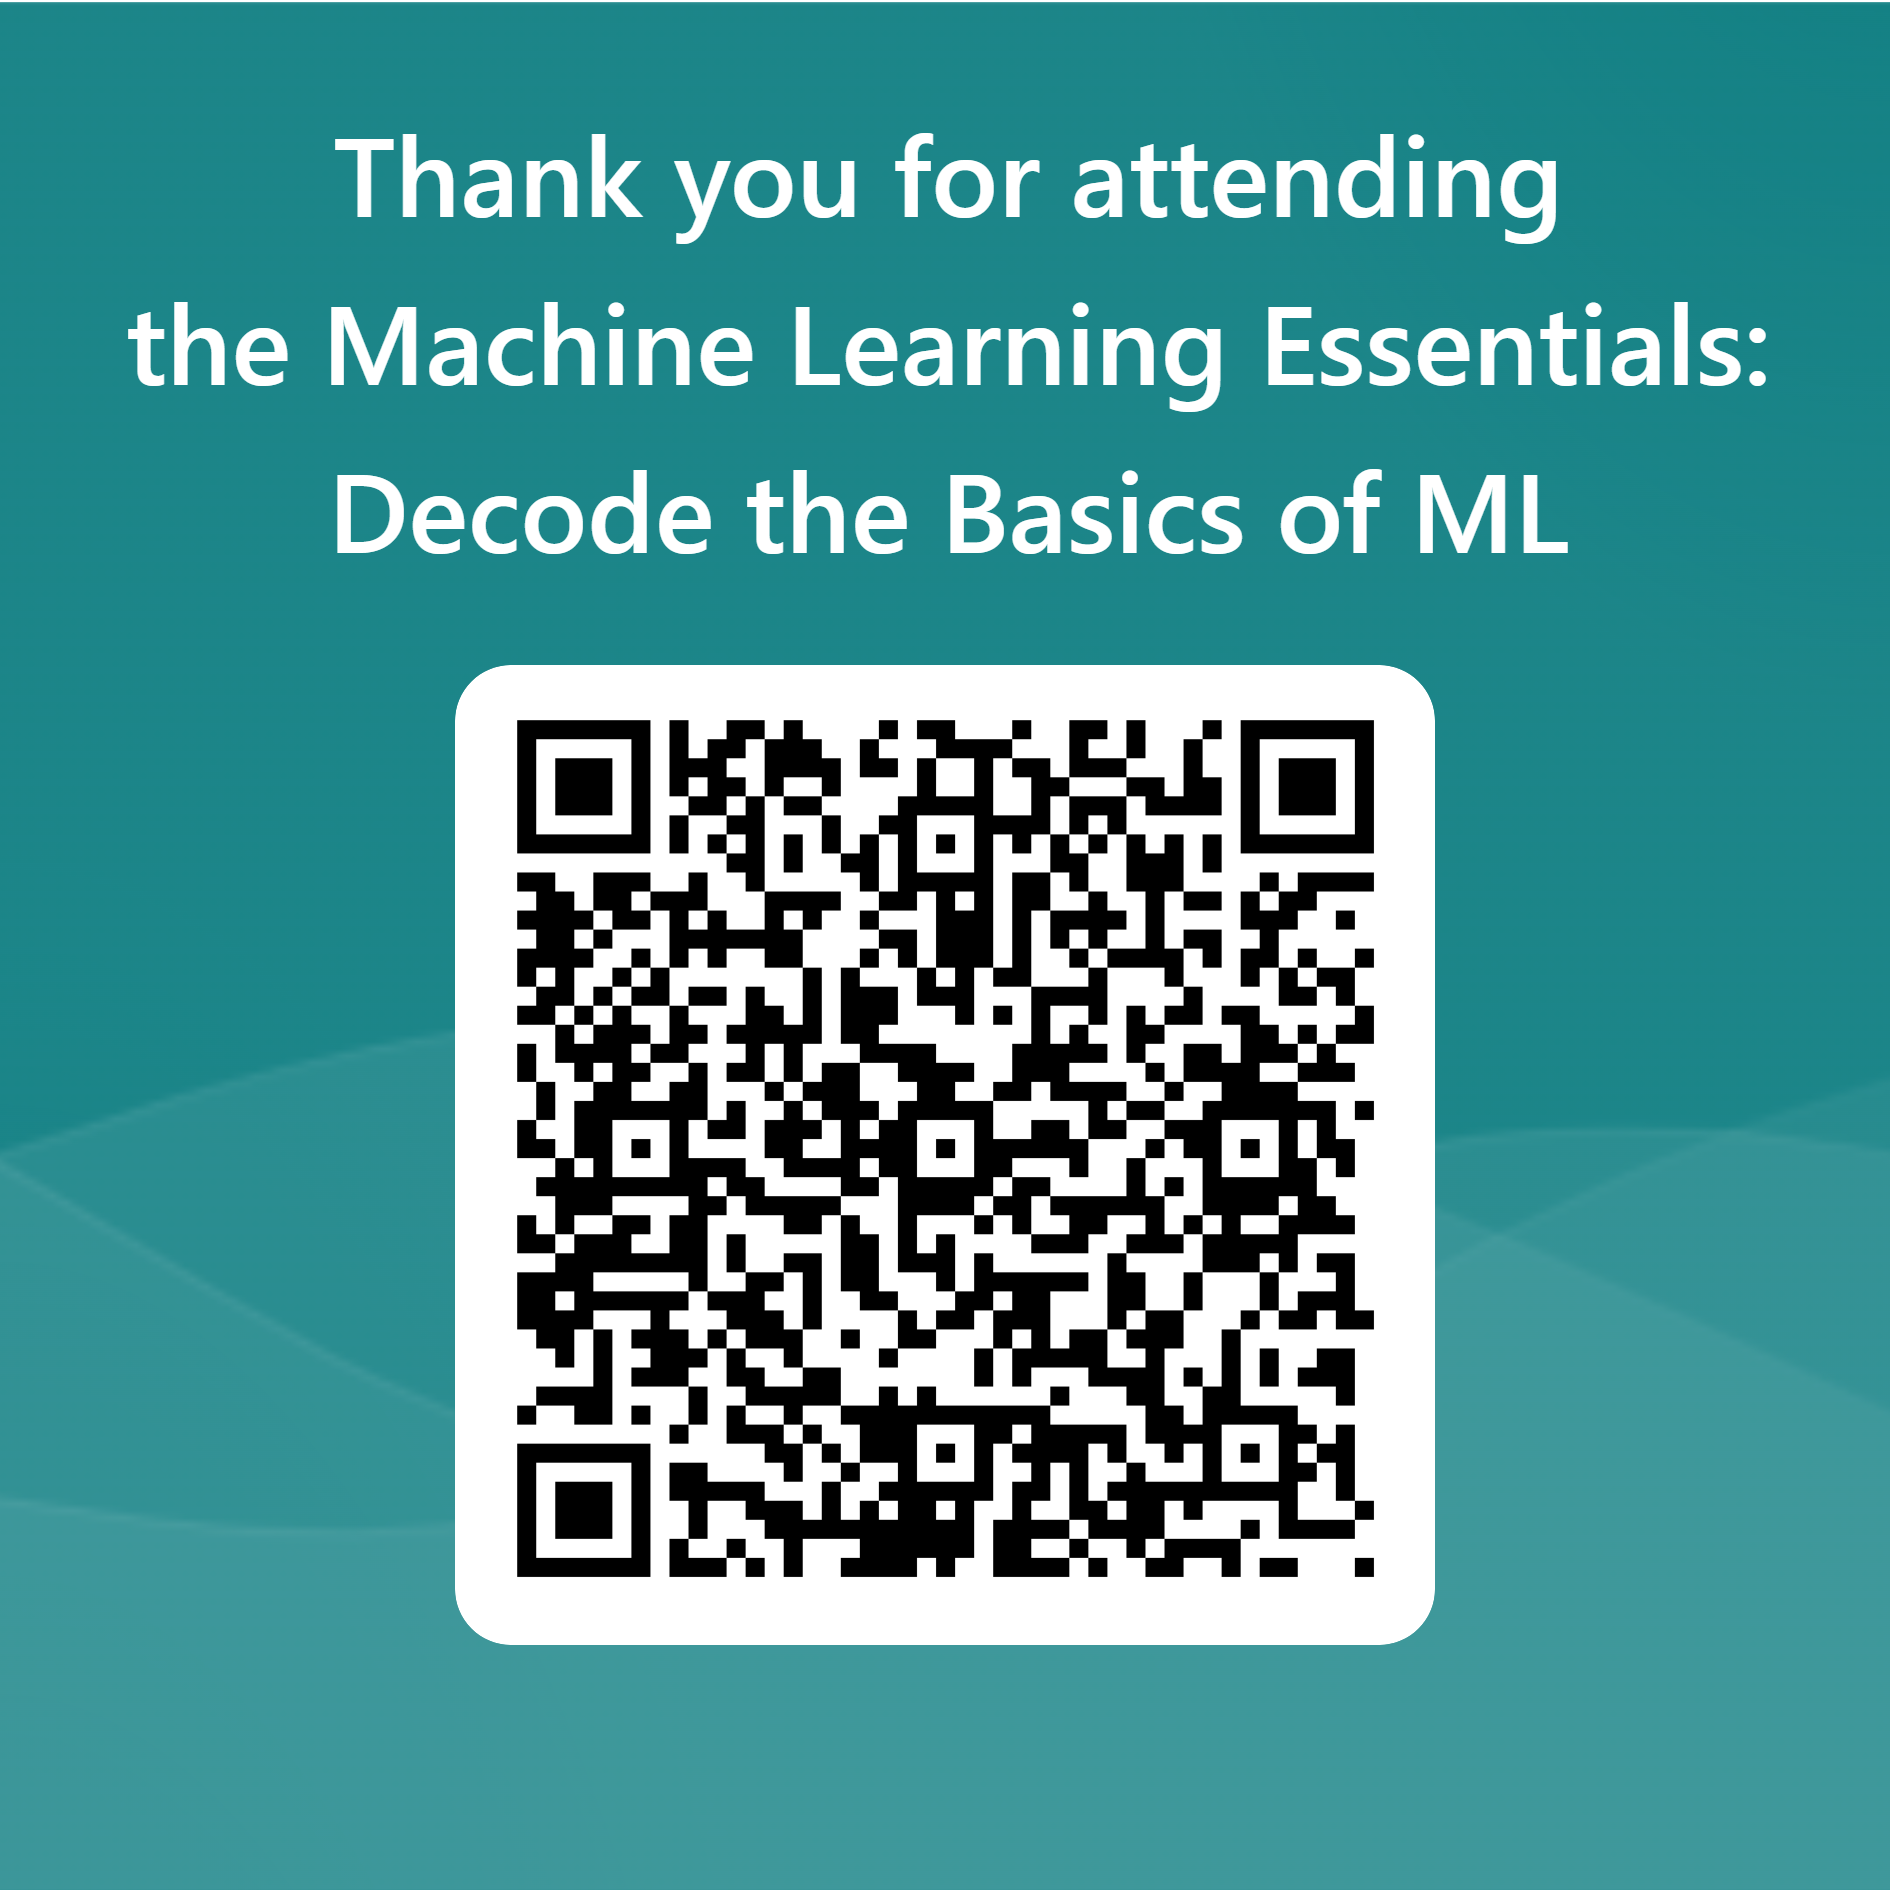 Thank you for attending
the Machine Learning Essentials:
Decode the Basics of ML